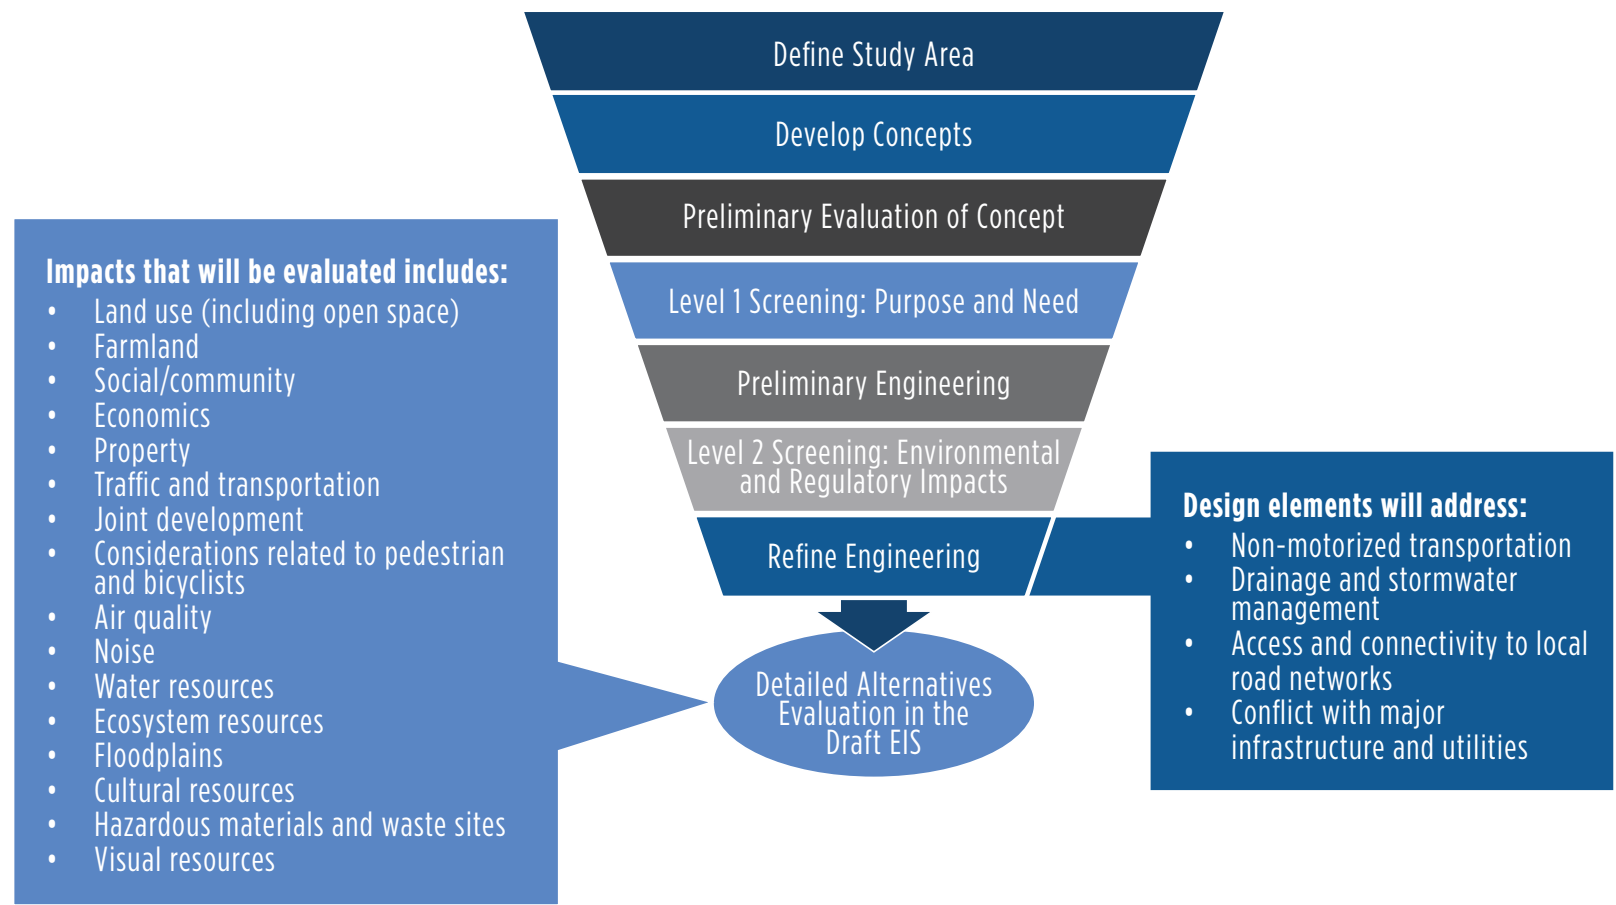 Define Study Area
Develop Concepts
Preliminary Evaluation of Concept
Level 1 Screening: Purpose and Need
Preliminary Engineering
Level 2 Screening: Environmental
and Regulatory Impacts
Refine Engineering
Detailed Alternatives
Evaluation in the
Draft EIS
Impacts that will be evaluated includes:
• Land use (including open space)
• Farmland
• Social/community
• Economics
• Property
• Traffic and transportation
• Joint development
• Considerations related to pedestrian
and bicyclists
• Air quality
• Noise
• Water resources
• Ecosystem resources
• Floodplains
• Cultural resources
• Hazardous materials and waste sites
• Visual resources
Design elements will address:
• Non-motorized transportation
• Drainage and stormwater
management
• Access and connectivity to local
road networks
• Conflict with major
infrastructure and utilities